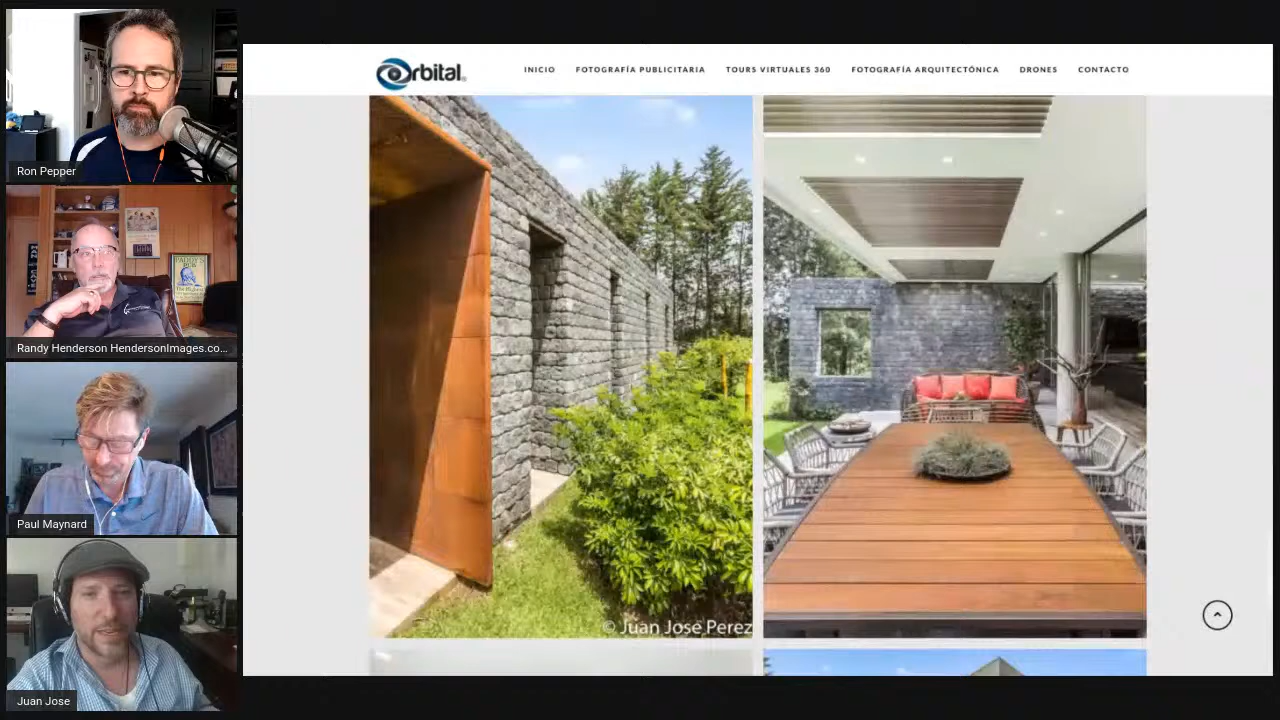 Ron Pepper
Randy Henderson HendersonImages.co...
Paul Maynard
Juan Jose
Orbital
INICIO
FOTOGRAFÍA PUBLICITARIA
TOURS VIRTUALES 360
FOTOGRAFÍA ARQUITECTÓNICA
DRONES
CONTACTO
© Juan Jose Perez